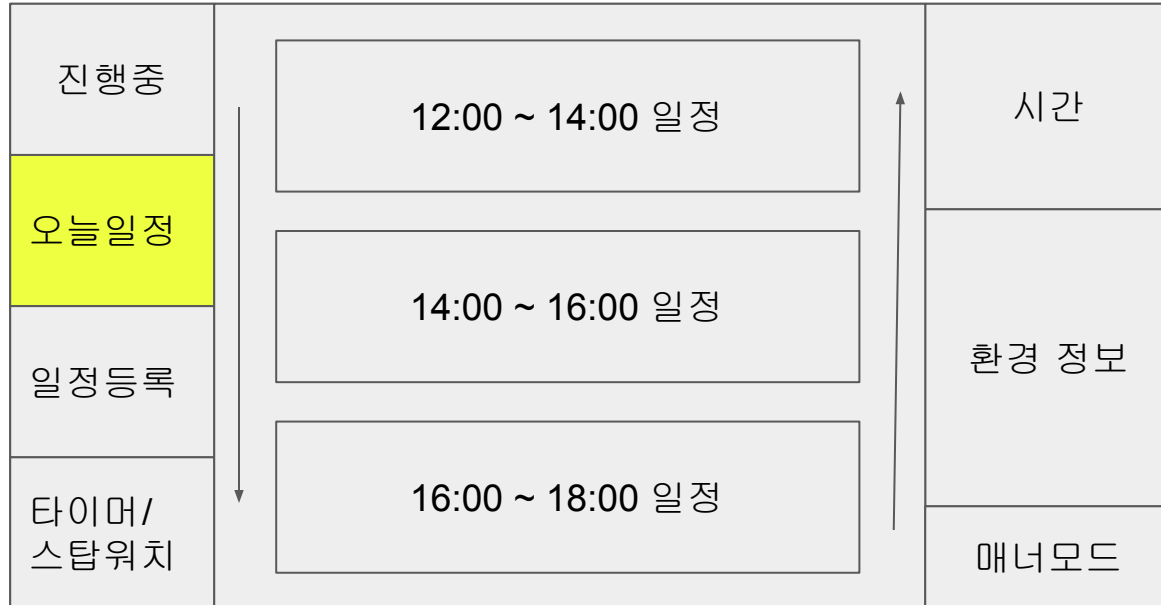 진행중
오늘일정
일정등록
타이머/
스탑워치
12:00 ~ 14:00 일정
14:00 ~ 16:00 일정
16:00 ~ 18:00 일정
시간
환경 정보
매너모드